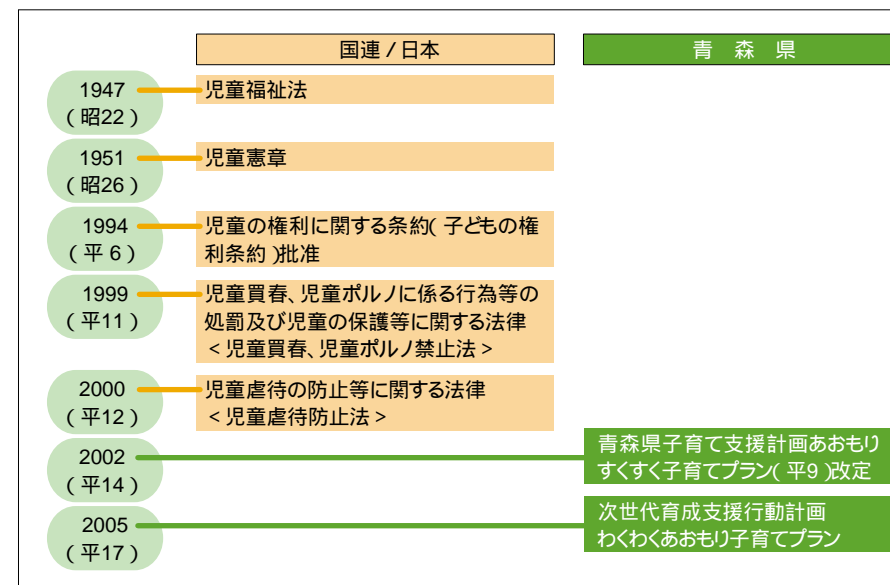 国連/日本
青 森 県
1947
(昭22)
児童福祉法
1951
(昭26)
児童憲章
1994
(平 6)
児童の権利に関する条約(子どもの権
利条約)批准
1999
(平11)
児童買春、児童ポルノに係る行為等の
処罰及び児童の保護等に関する法律
<児童買春、児童ポルノ禁止法>
2000
(平12)
児童虐待の防止等に関する法律
<児童虐待防止法>
2002
(平14)
青森県子育て支援計画あおもり
すくすく子育てプラン(平9)改定
2005
(平17)
次世代育成支援行動計画
わくわくあおもり子育てプラン